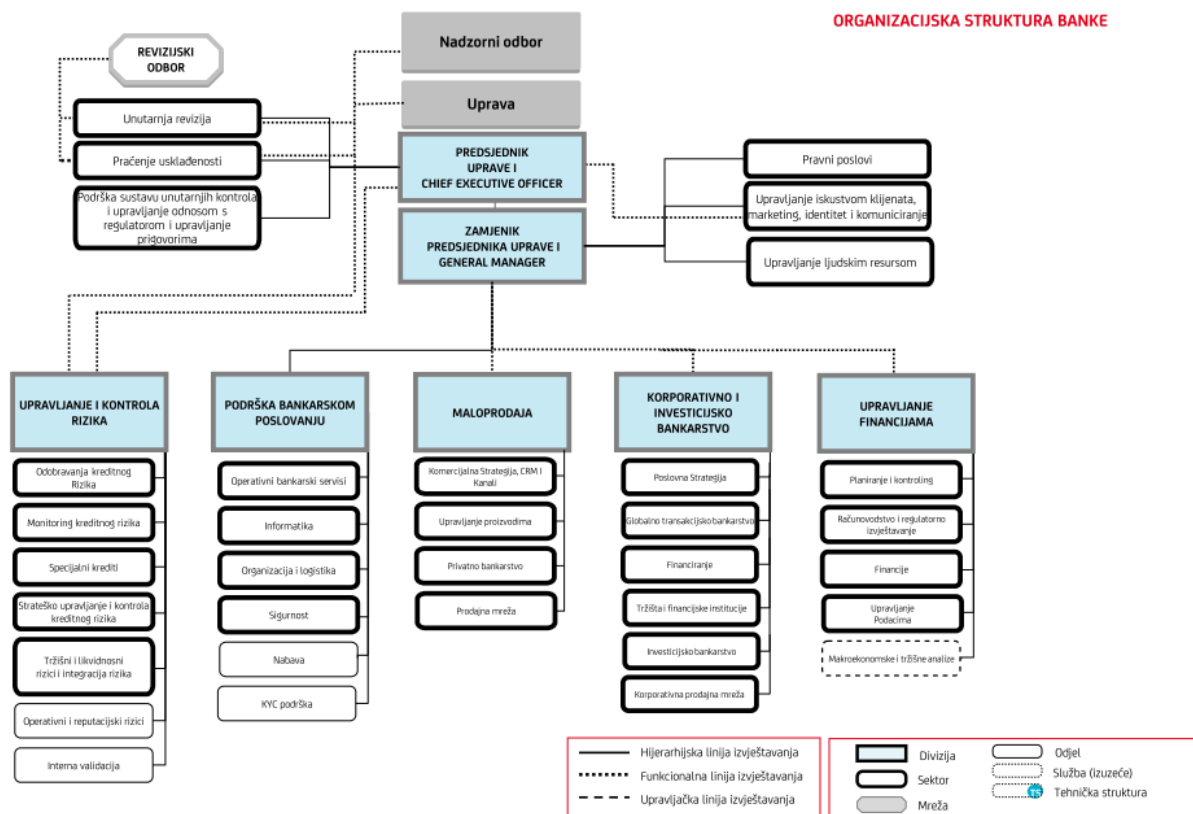 ORGANIZACIJSKA STRUKTURA BANKE
REVIZIJSKI
ODBOR
Nadzorni odbor
Uprava
Unutarnja revizija
Praćenje usklađenosti
Podrška sustavu unutarnjih kontrola
i upravljanje odnosom s
regulatorom i upravljanje
prigovorima
PREDSJEDNIK
UPRAVE I
CHIEF EXECUTIVE OFFICER
ZAMJENIK
PREDSJEDNIKA UPRAVE I
GENERAL MANAGER
Pravni poslovi
Upravljanje iskustvom klijenata,
marketing, identitet i komuniciranje
Upravljanje ljudskim resursom
UPRAVLJANJE I KONTROLA
RIZIKA
Odobravanja kreditnog
Rizika
Monitoring kreditnog rizika
Specijalni krediti
Strateško upravljanje i kontrola
kreditnog rizika
Tržišni i likvidnosni
rizici i integracija rizika
Operativni i reputacijski rizici
Interna validacija
PODRŠKA BANKARSKOM
POSLOVANJU
Operativni bankarski servisi
Informatika
Organizacija i logistika
Sigurnost
Nabava
KYC podrška
MALOPRODAJA
Komercijalna Strategija, CRM I
Kanali
Upravljanje proizvodima
Privatno bankarstvo
Prodajna mreža
KORPORATIVNO I
INVESTICIJSKO
BANKARSTVO
Poslovna Strategija
Globalno transakcijsko bankarstvo
Financiranje
Tržišta i financijske institucije
Investicijsko bankarstvo
Korporativna prodajna mreža
UPRAVLJANJE
FINANCIJAMA
Planiranje i kontroling
Računovodstvo i regulatorno
izvještavanje
Financije
Upravljanje
Podacima
Makroekonomske i tržišne analize
Hijerarhijska linija izvještavanja
Funkcionalna linija izvještavanja
Upravljačka linija izvještavanja
Divizija
Sektor
Mreža
Odjel
Služba (izuzeće)
TS Tehnička struktura